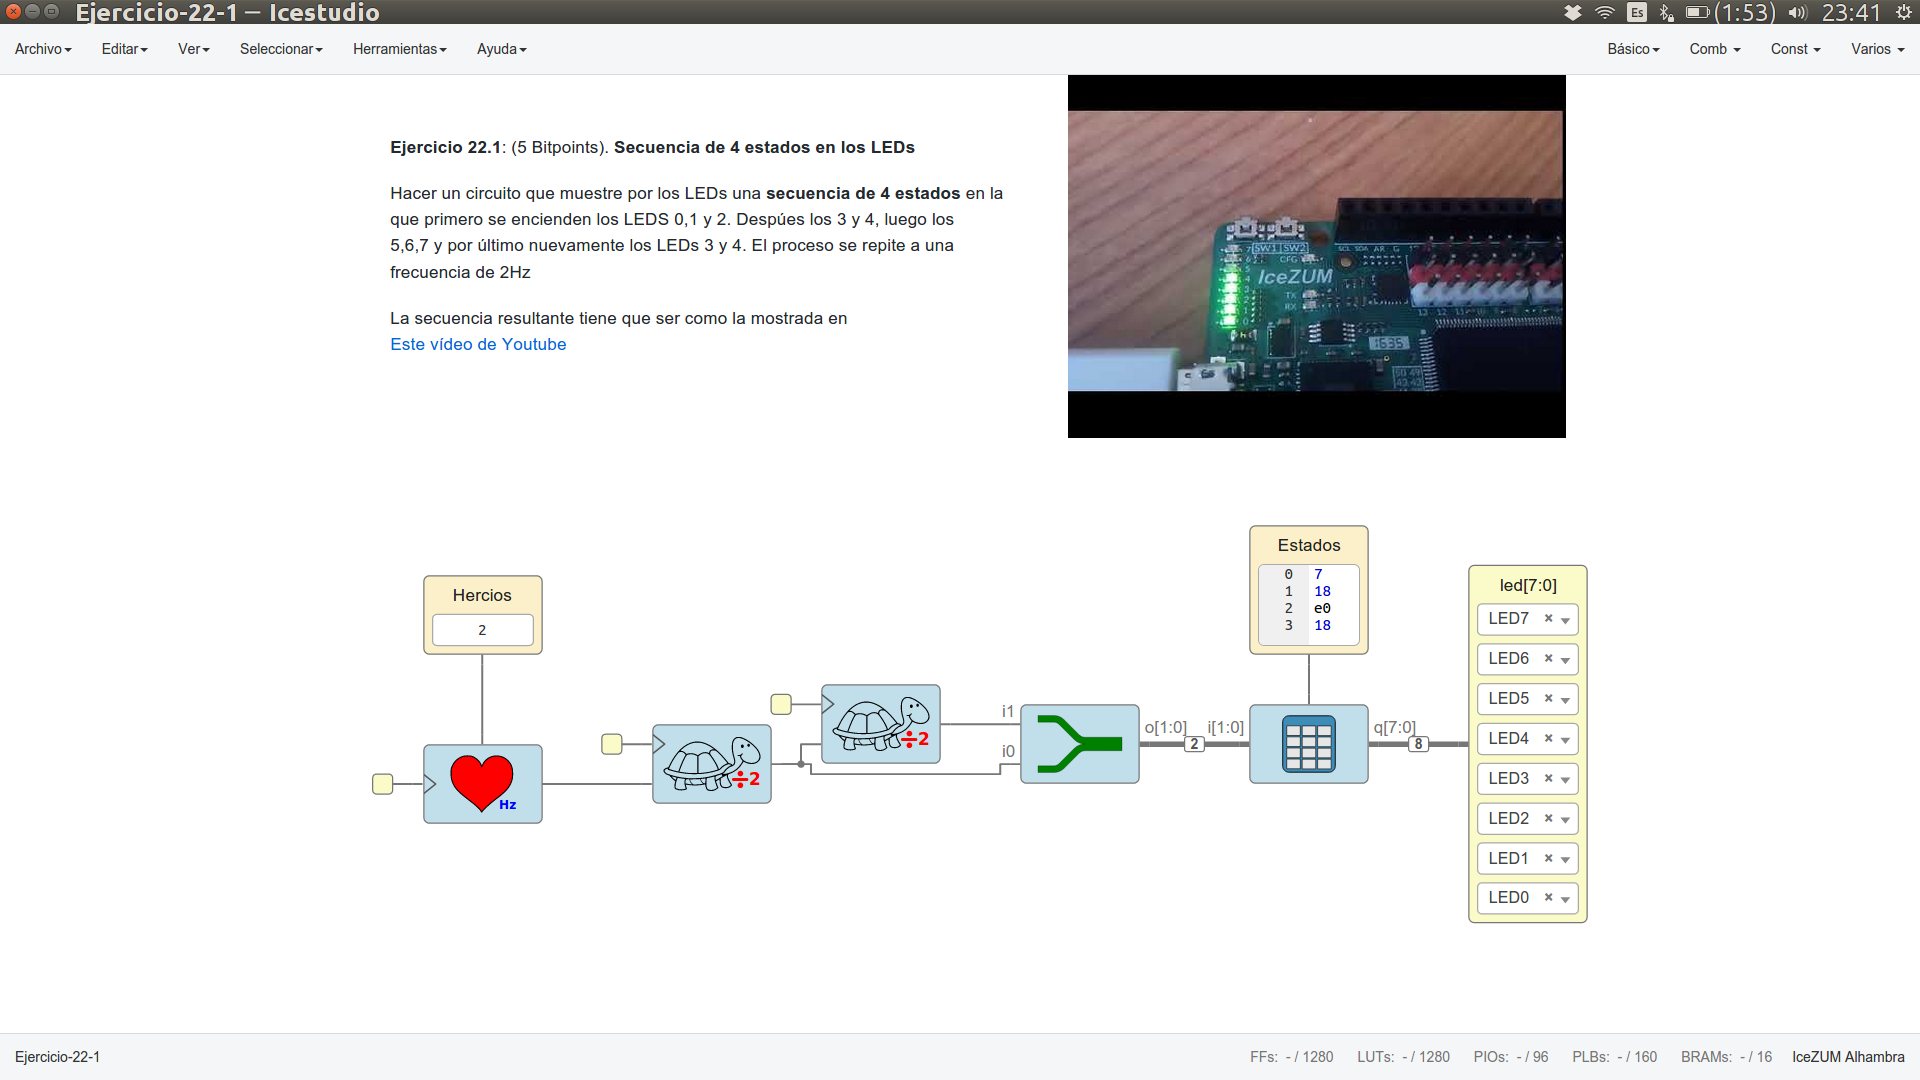 Ejercicio-22-1 — Icestudio
Es
(1:53)
23:41
Archivo
Editar
Ver
Seleccionar
Herramientas
Ayuda
Básico
Comb
Const
Varios
Ejercicio 22.1: (5 Bitpoints). Secuencia de 4 estados en los LEDs
Hacer un circuito que muestre por los LEDs una secuencia de 4 estados en la
que primero se encienden los LEDS 0,1 y 2. Despúes los 3 y 4, luego los
5,6,7 y por último nuevamente los LEDs 3 y 4. El proceso se repite a una
frecuencia de 2Hz
La secuencia resultante tiene que ser como la mostrada en
Este vídeo de Youtube
SW1 SW2
SCL SDA AR G
CFG
IceZUM
TX
RX
1635
Estados
0 7
1 18
2 e0
3 18
Hercios
2
Hz
÷2
÷2
i1
i0
o[1:0]
2
i[1:0]
q[7:0]
8
led[7:0]
LED7
LED6
LED5
LED4
LED3
LED2
LED1
LED0
Ejercicio-22-1
FFs: - / 1280
LUTs: - / 1280
PIOs: - / 96
PLBs: - / 160
BRAMs: - / 16
IceZUM Alhambra